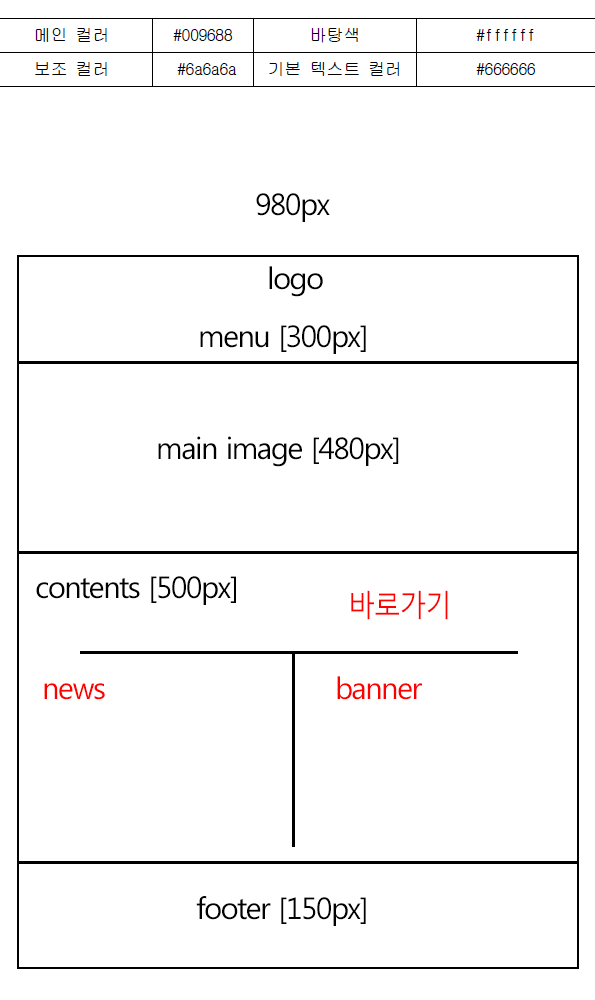 메인 컬러 #009688 바탕색 #ffffff
보조 컬러 #6a6a6a 기본 텍스트 컬러 #666666
980px
logo
menu [300px]
main image [480px]
contents [500px]
바로가기
news banner
footer [150px]